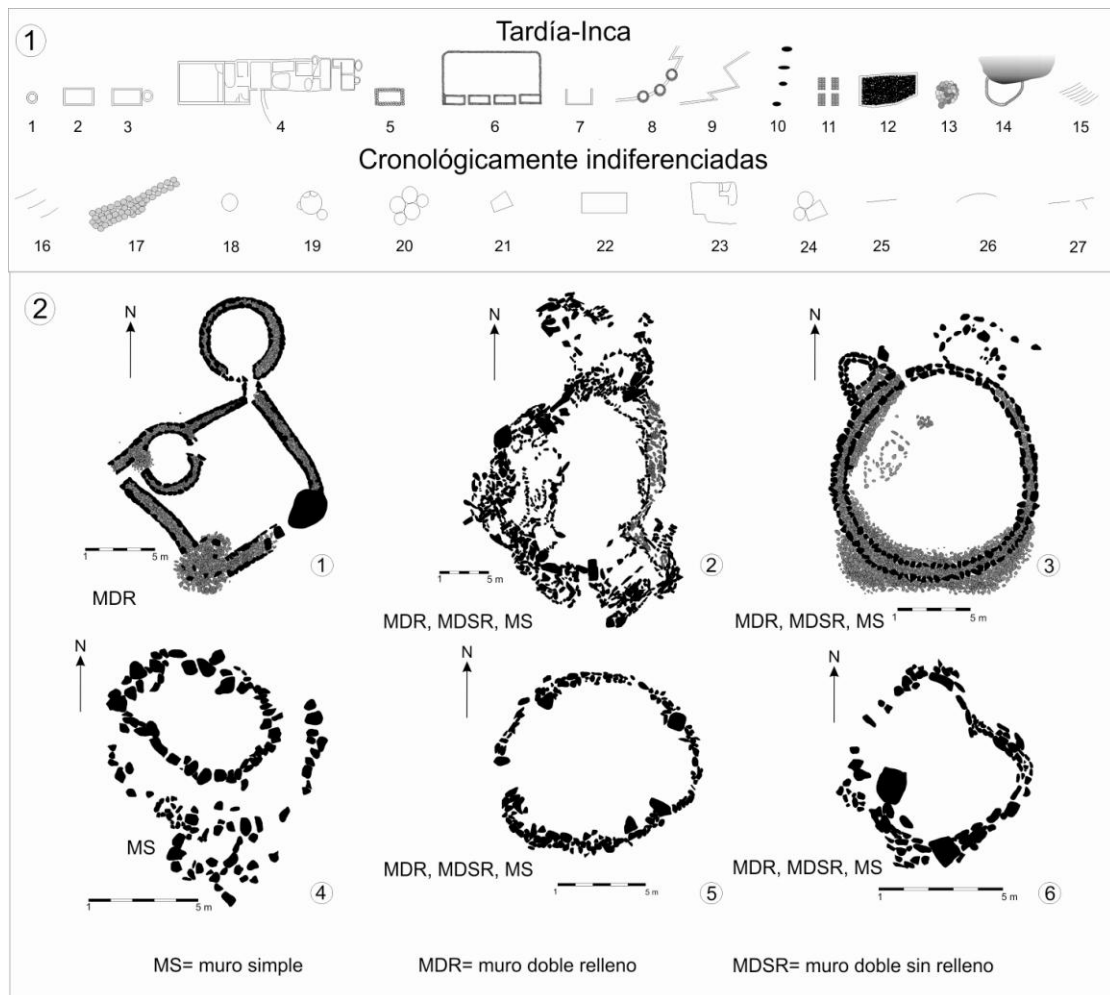 1
Tardía-Inca
1 2 3 4 5 6 7 8 9 10 11 12 13 14 15
Cronológicamente indiferenciadas
16 17 18 19 20 21 22 23 24 25 26 27
2
N
1 5 m
MDR
1
N
1 5 m
MDR, MDSR, MS
2
N
1 5 m
MDR, MDSR, MS
3
N
MS
1 5 m
4
N
MDR, MDSR, MS
1 5 m
5
N
MDR, MDSR, MS
1 5 m
6
MS= muro simple
MDR= muro doble relleno
MDSR= muro doble sin relleno